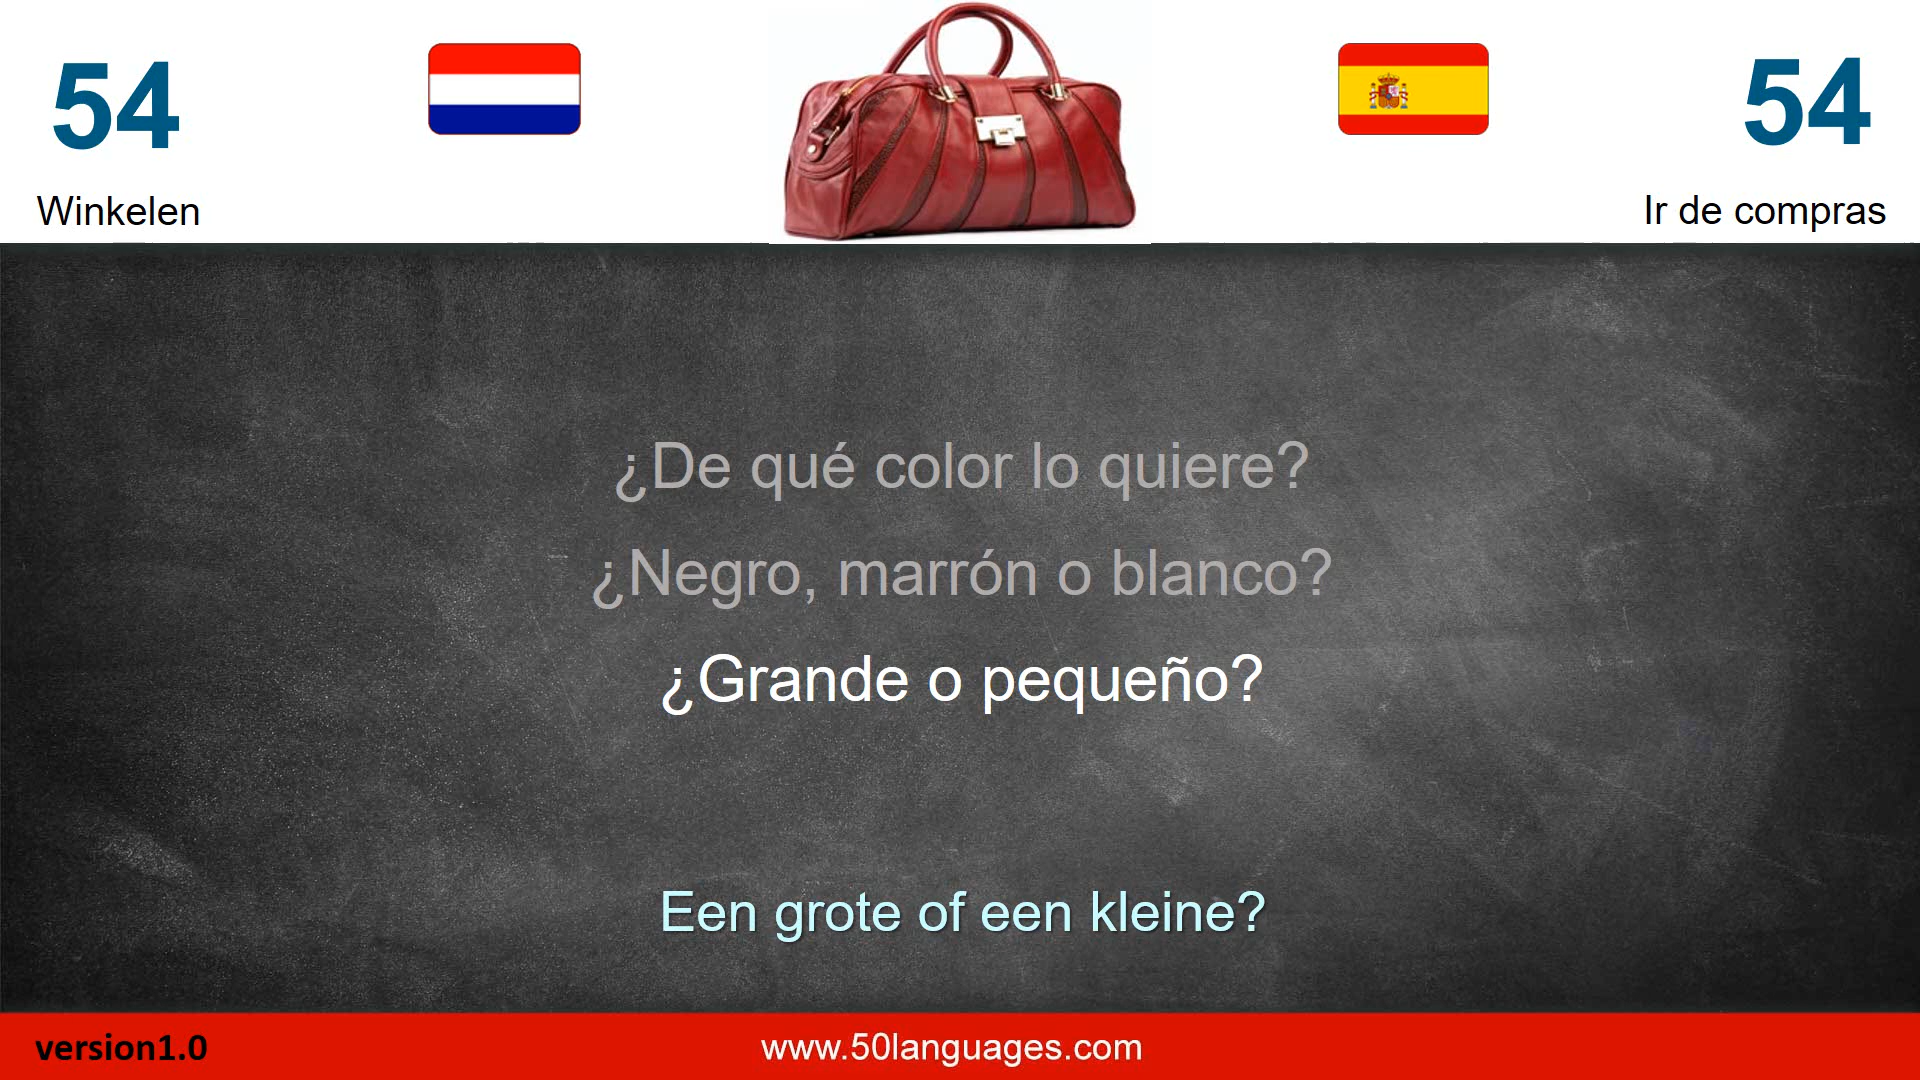 54
54
Winkelen
Ir de compras
¿De qué color lo quiere?
¿Negro, marrón o blanco?
¿Grande o pequeño?
Een grote of een kleine?
version1.0
www.50languages.com